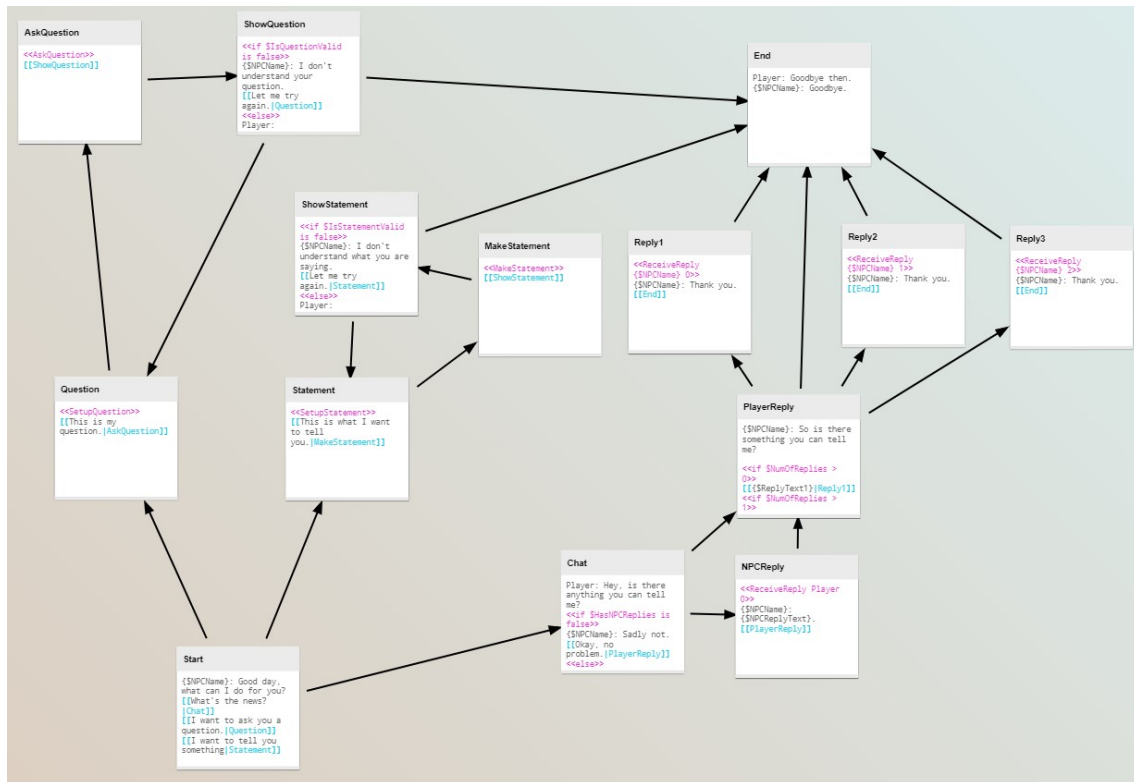 AskQuestion
<<AskQuestion>>
[[ShowQuestion]]
ShowQuestion
<<if $IsQuestionValid
is false>>
{$NPCName}: I don't
understand your
question.
[[Let me try
again.|Question]]
<<else>>
Player:
End
Player: Goodbye then.
{$NPCName}: Goodbye.
ShowStatement
<<if $IsStatementValid
is false>>
{$NPCName}: I don't
understand what you are
saying.
[[Let me try
again.|Statement]]
<<else>>
Player:
MakeStatement
<<MakeStatement>>
[[ShowStatement]]
Reply1
<<ReceiveReply
{$NPCName} 0>>
{$NPCName}: Thank you.
[[End]]
Reply2
<<ReceiveReply
{$NPCName} 1>>
{$NPCName}: Thank you.
[[End]]
Reply3
<<ReceiveReply
{$NPCName} 2>>
{$NPCName}: Thank you.
[[End]]
Question
<<SetupQuestion>>
[[This is my
question.|AskQuestion]]
Statement
<<SetupStatement>>
[[This is what I want
to tell
you.|MakeStatement]]
PlayerReply
{$NPCName}: So is there
something you can tell
me?
<<if $NumOfReplies >
0>>
[[{$ReplyText1}|Reply1]]
<<if $NumOfReplies >
1>>
Chat
Player: Hey, is there
anything you can tell
me?
<<if $HasNPCReplies is
false>>
{$NPCName}: Sadly not.
[[Okay, no
problem.|PlayerReply]]
<<else>>
NPCReply
<<ReceiveReply Player
0>>
{$NPCName}:
{$NPCReplyText}.
[[PlayerReply]]
Start
{$NPCName}: Good day,
what can I do for you?
[[What's the news?
|Chat]]
[[I want to ask you a
question.|Question]]
[[I want to tell you
something|Statement]]